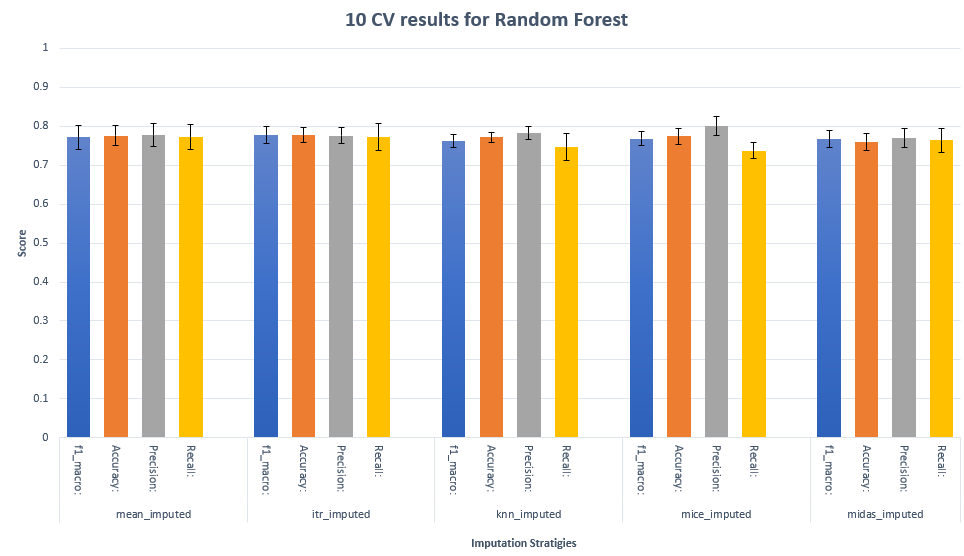 10 CV results for Random Forest
1
0.9
0.8
0.7
0.6
0.5
0.4
0.3
0.2
0.1
0
Score
f1_macro: Accuracy: Precision: Recall: f1_macro: Accuracy: Precision: Recall: f1_macro: Accuracy: Precision: Recall: f1_macro: Accuracy: Precision: Recall: f1_macro: Accuracy: Precision: Recall:
mean_imputed itr_imputed knn_imputed mice_imputed midas_imputed
Imputation Stratigies